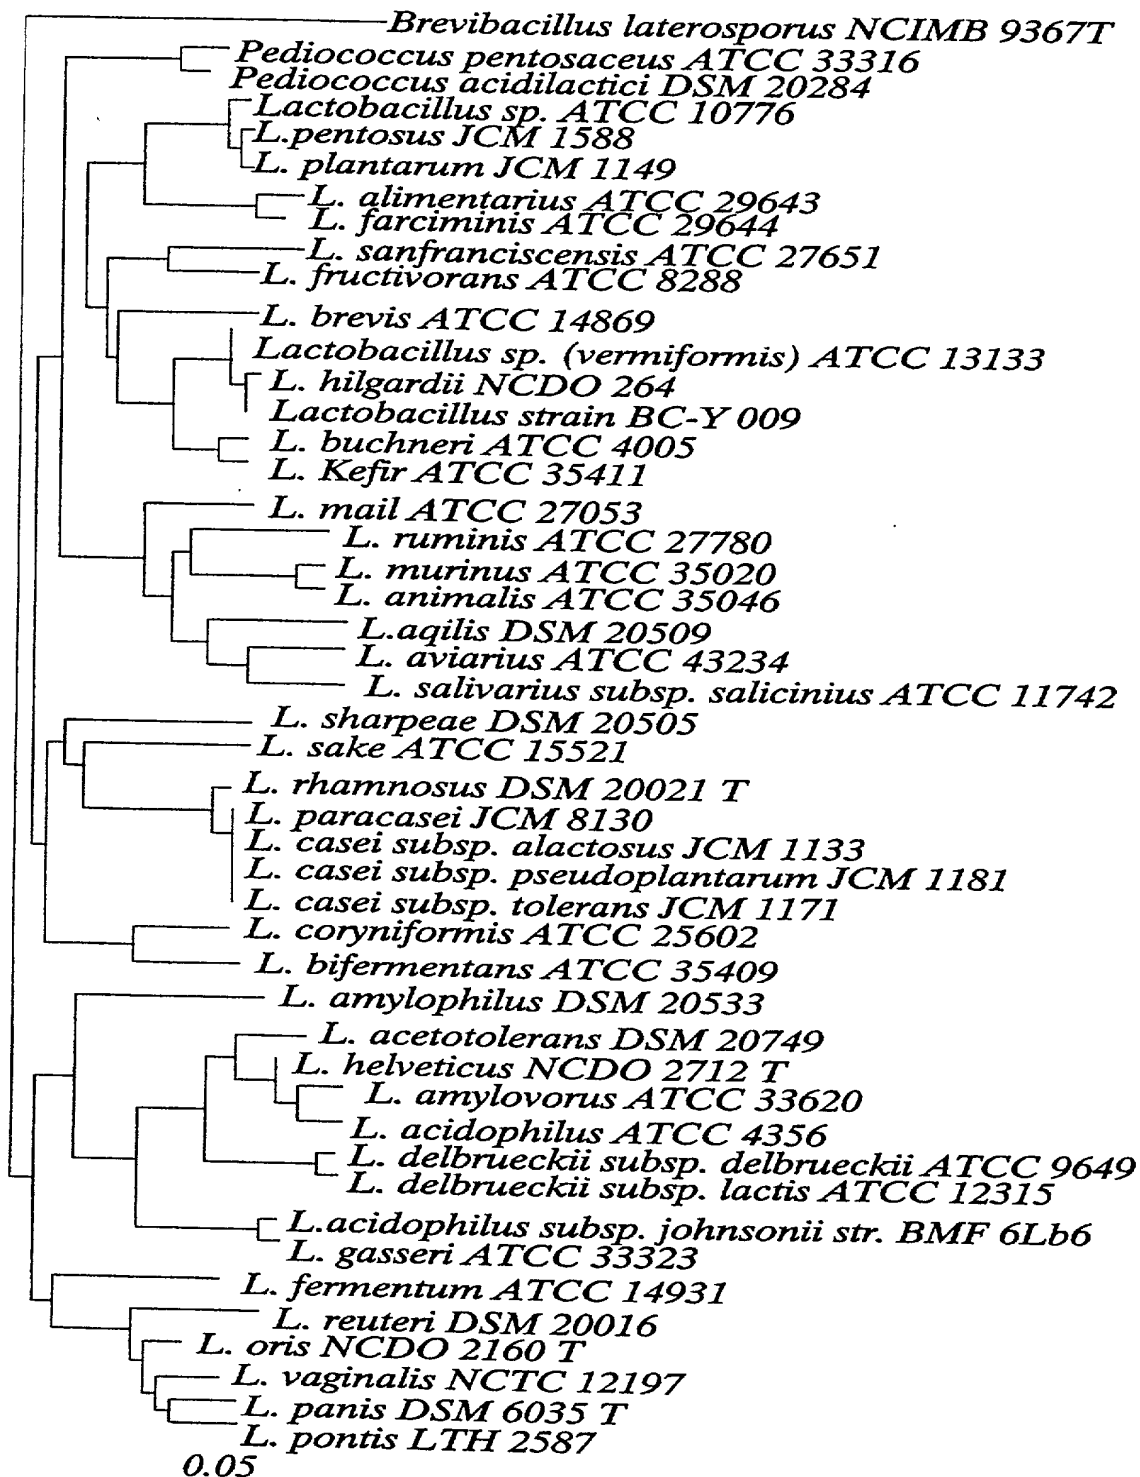 Brevibacillus laterosporus NCIMB 9367T
Pediococcus pentosaceus ATCC 33316
Pediococcus acidilactici DSM 20284
Lactobacillus sp. ATCC 10776
L.pentosus JCM 1588
L. plantarum JCM 1149
L. alimentarius ATCC 29643
L. farciminis ATCC 29644
L. sanfranciscensis ATCC 27651
L. fructivorans ATCC 8288
L. brevis ATCC 14869
Lactobacillus sp. (vermiformis) ATCC 13133
L. hilgardii NCDO 264
Lactobacillus strain BC-Y 009
L. buchneri ATCC 4005
L. Kefir ATCC 35411
L. mail ATCC 27053
L. ruminis ATCC 27780
L. murinus ATCC 35020
L. animalis ATCC 35046
L.aqilis DSM 20509
L. aviarius ATCC 43234
L. salivarius subsp. salicinius ATCC 11742
L. sharpeae DSM 20505
L. sake ATCC 15521
L. rhamnosus DSM 20021 T
L. paracasei JCM 8130
L. casei subsp. alactosus JCM 1133
L. casei subsp. pseudoplantarum JCM 1181
L. casei subsp. tolerans JCM 1171
L. coryniformis ATCC 25602
L. bifermentans ATCC 35409
L. amylophilus DSM 20533
L. acetotolerans DSM 20749
L. helveticus NCDO 2712 T
L. amylovorus ATCC 33620
L. acidophilus ATCC 4356
L. delbrueckii subsp. delbrueckii ATCC 9649
L. delbrueckii subsp. lactis ATCC 12315
L.acidophilus subsp. johnsonii str. BMF 6Lb6
L. gasseri ATCC 33323
L. fermentum ATCC 14931
L. reuteri DSM 20016
L. oris NCDO 2160 T
L. vaginalis NCTC 12197
L. panis DSM 6035 T
L. pontis LTH 2587
0.05